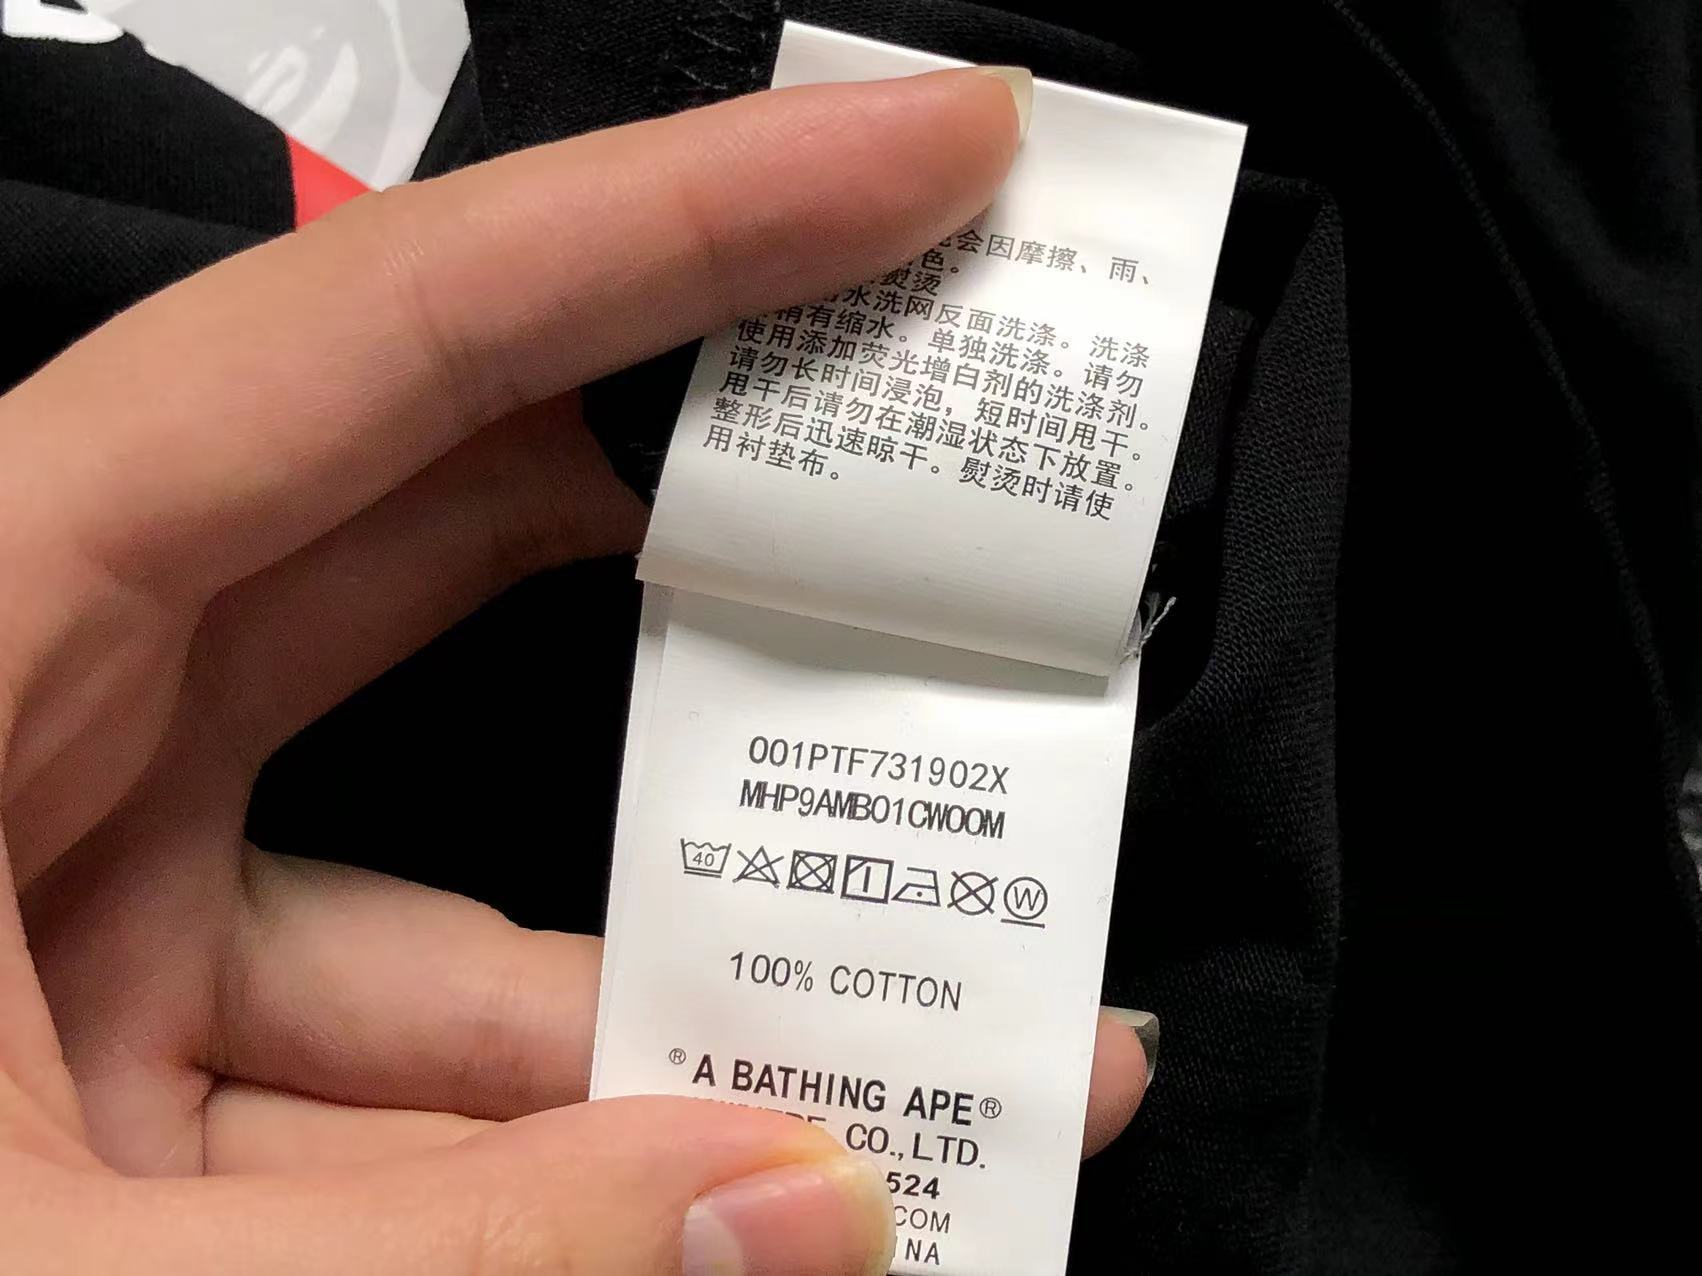 会因摩擦、雨、
色。
熨烫
水洗网反面洗涤。洗涤
稍有缩水。单独洗涤。请勿
使用添加荧光增白剂的洗涤剂。
请勿长时间浸泡，短时间甩干。
甩干后请勿在潮湿状态下放置。
整形后迅速晾干。熨烫时请使
用衬垫布。
001PTF731902X
MHP9AMB01CW00M
40 W
100% COTTON
® A BATHING APE®
CO.,LTD.
524
COM
NA